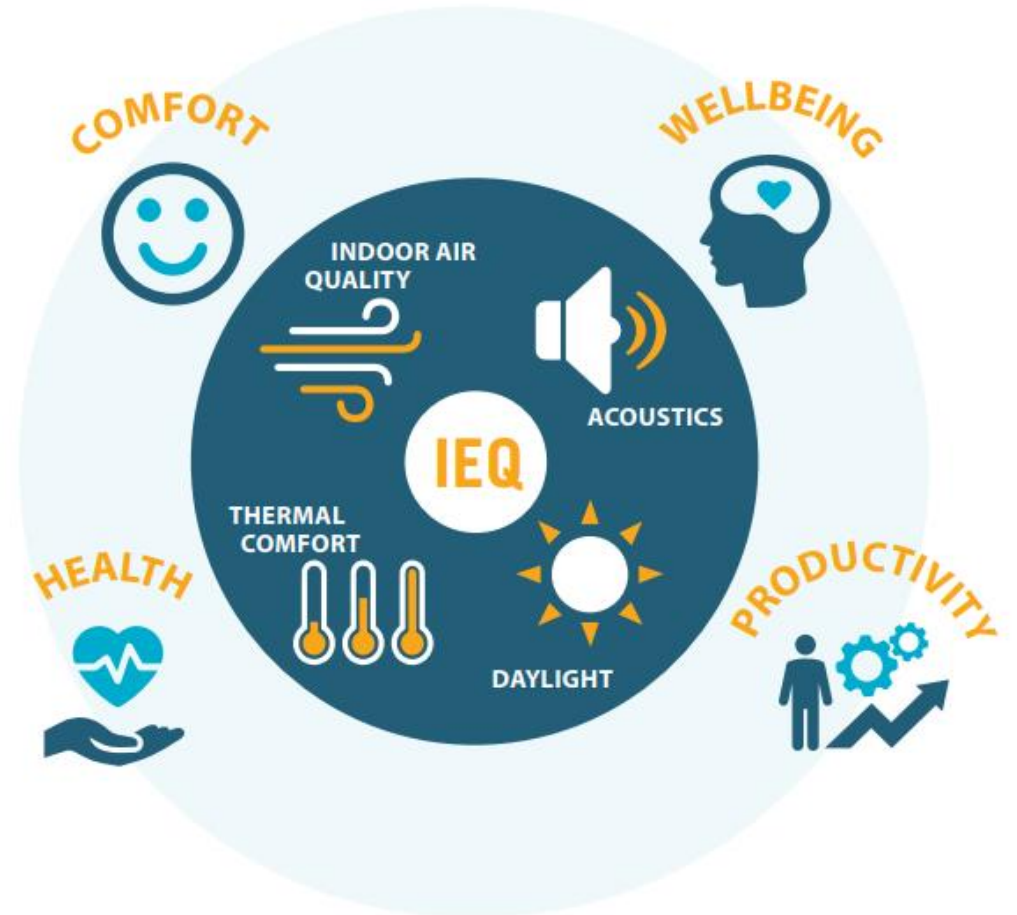 COMFORT
WELLBEING
INDOOR AIR
QUALITY
ACOUSTICS
IEQ
THERMAL
COMFORT
HEALTH
PRODUCTIVITY
DAYLIGHT